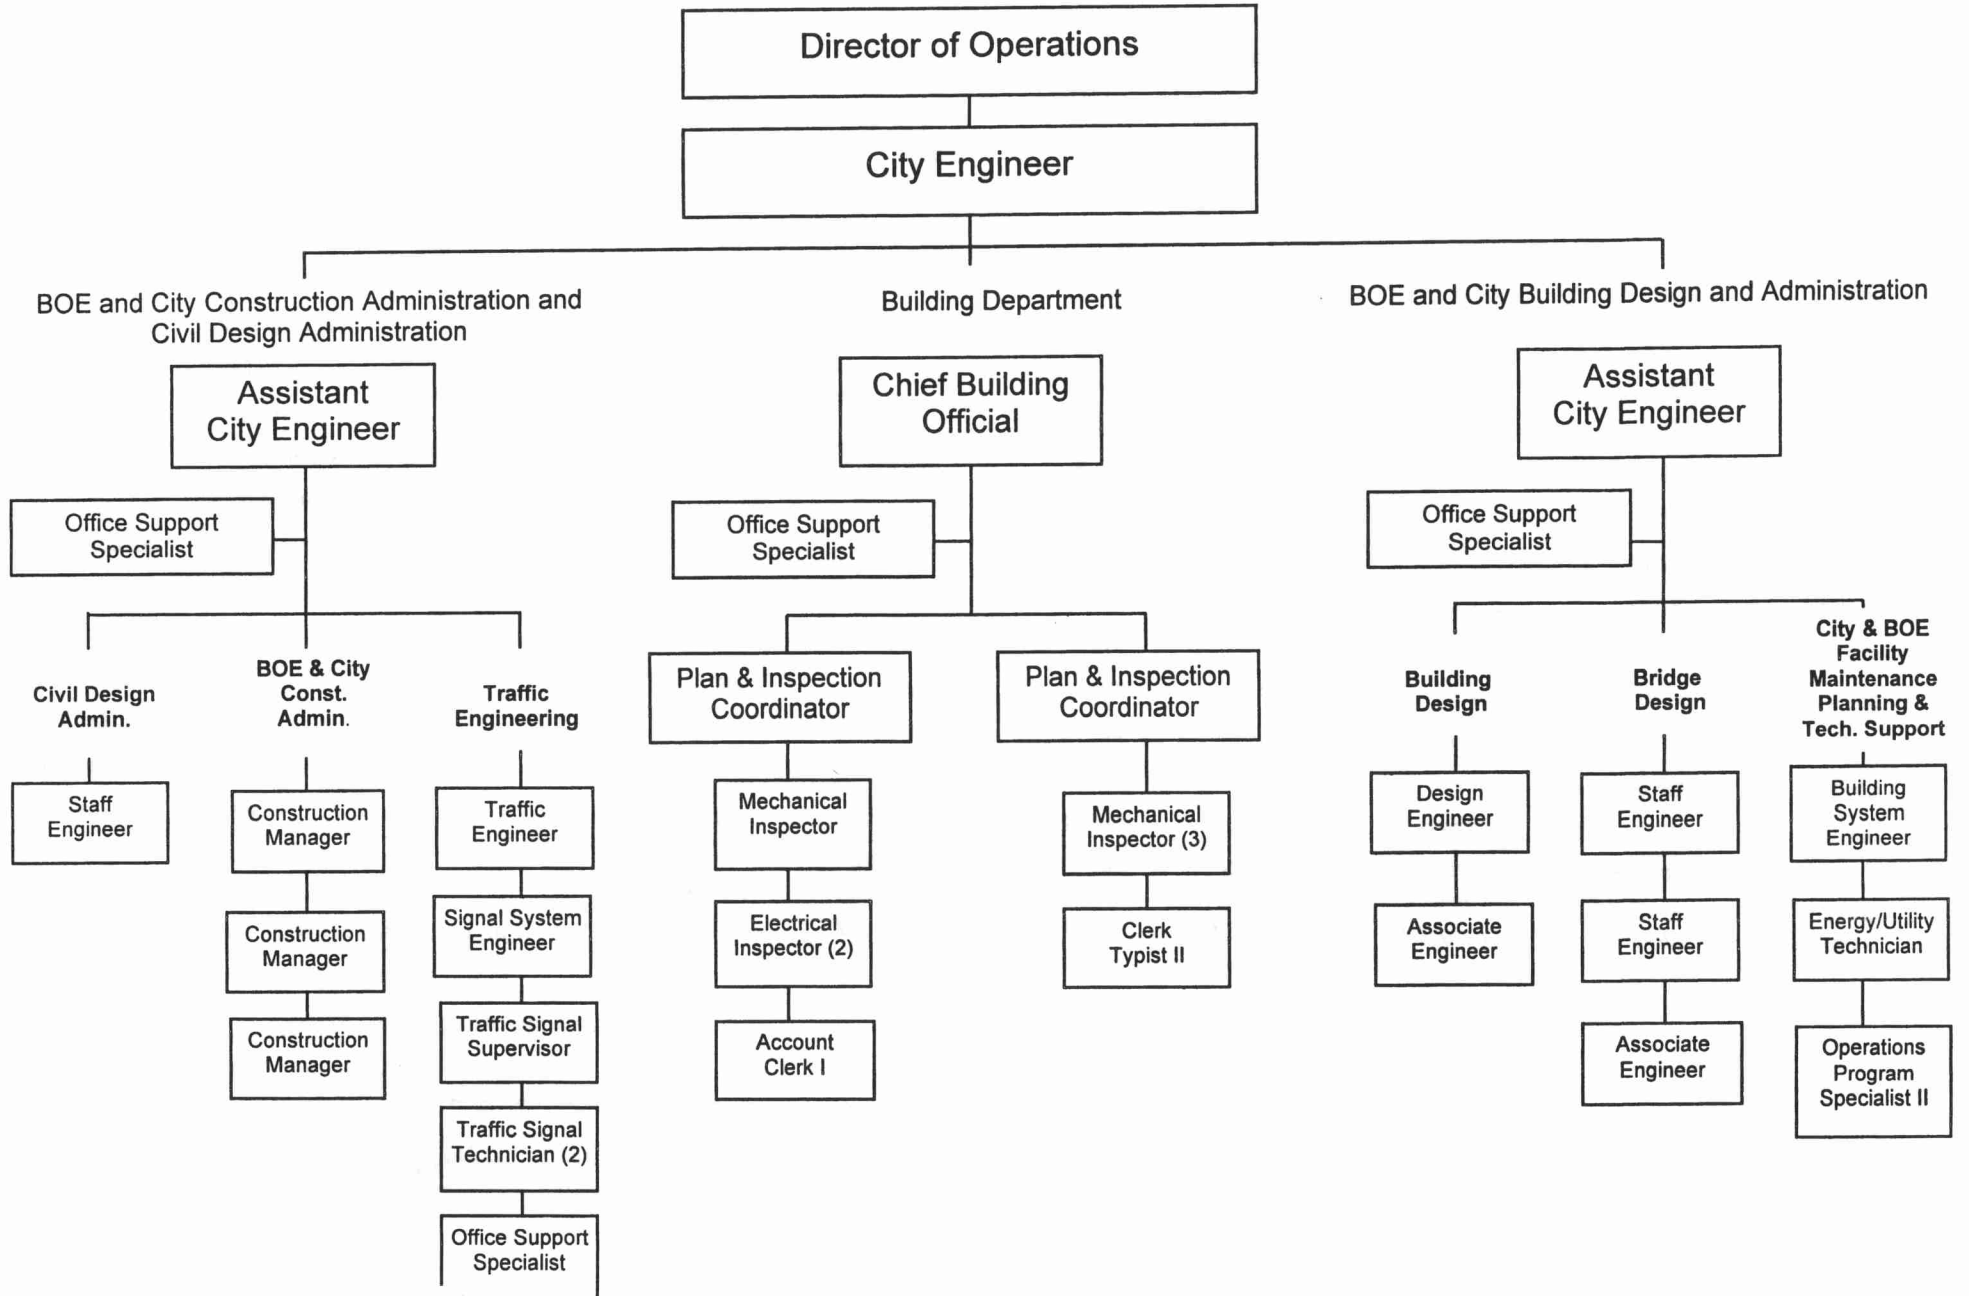 Director of Operations
City Engineer
BOE and City Construction Administration and
Civil Design Administration
Assistant
City Engineer
Office Support
Specialist
Civil Design
Admin.
Staff
Engineer
BOE & City
Const.
Admin.
Construction
Manager
Construction
Manager
Construction
Manager
Traffic
Engineering
Traffic
Engineer
Signal System
Engineer
Traffic Signal
Supervisor
Traffic Signal
Technician (2)
Office Support
Specialist
Building Department
Chief Building
Official
Office Support
Specialist
Plan & Inspection
Coordinator
Mechanical
Inspector
Electrical
Inspector (2)
Account
Clerk I
Plan & Inspection
Coordinator
Mechanical
Inspector (3)
Clerk
Typist II
BOE and City Building Design and Administration
Assistant
City Engineer
Office Support
Specialist
Building
Design
Design
Engineer
Associate
Engineer
Bridge
Design
Staff
Engineer
Staff
Engineer
Associate
Engineer
City & BOE
Facility
Maintenance
Planning &
Tech. Support
Building
System
Engineer
Energy/Utility
Technician
Operations
Program
Specialist II